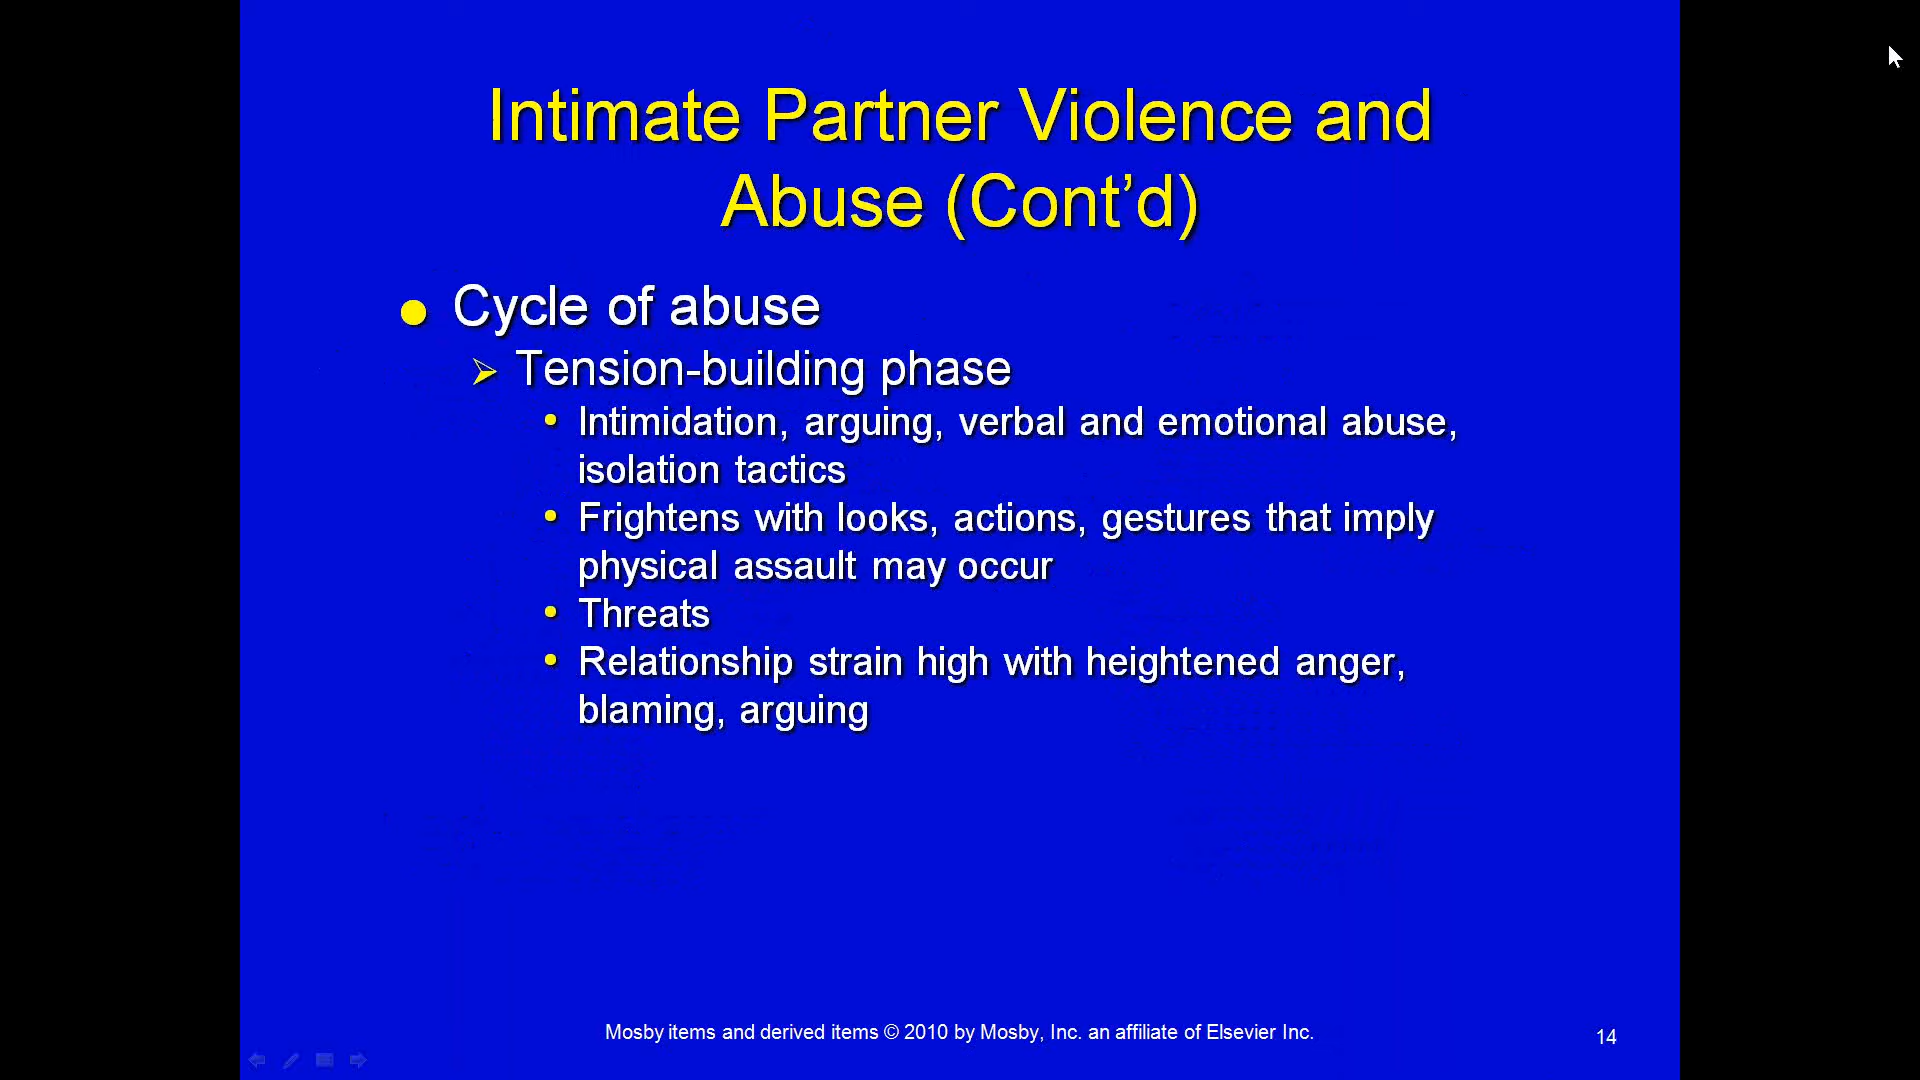 Intimate Partner Violence and
Abuse (Cont’d)
Cycle of abuse
Tension-building phase
Intimidation, arguing, verbal and emotional abuse,
isolation tactics
Frightens with looks, actions, gestures that imply
physical assault may occur
Threats
Relationship strain high with heightened anger,
blaming, arguing
Mosby items and derived items © 2010 by Mosby, Inc. an affiliate of Elsevier Inc.
14